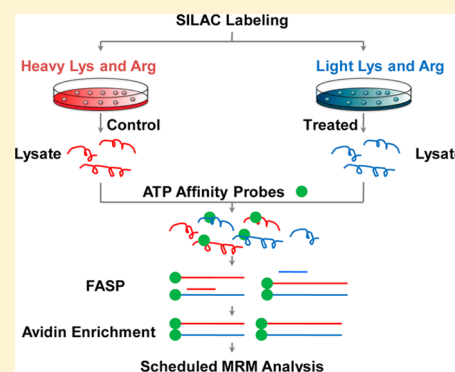 SILAC Labeling
Heavy Lys and Arg
Light Lys and Arg
Control
Treated
Lysate
Lysat
ATP Affinity Probes
FASP
Avidin Enrichment
Scheduled MRM Analysis